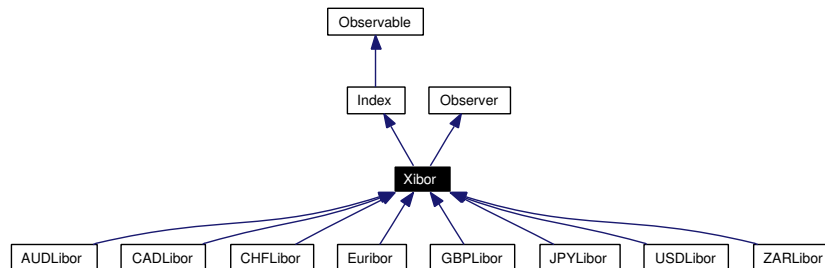 Observable
Index
Observer
Xibor
AUDLibor
CADLibor
CHFLibor
Euribor
GBPLibor
JPYLibor
USDLibor
ZARLibor